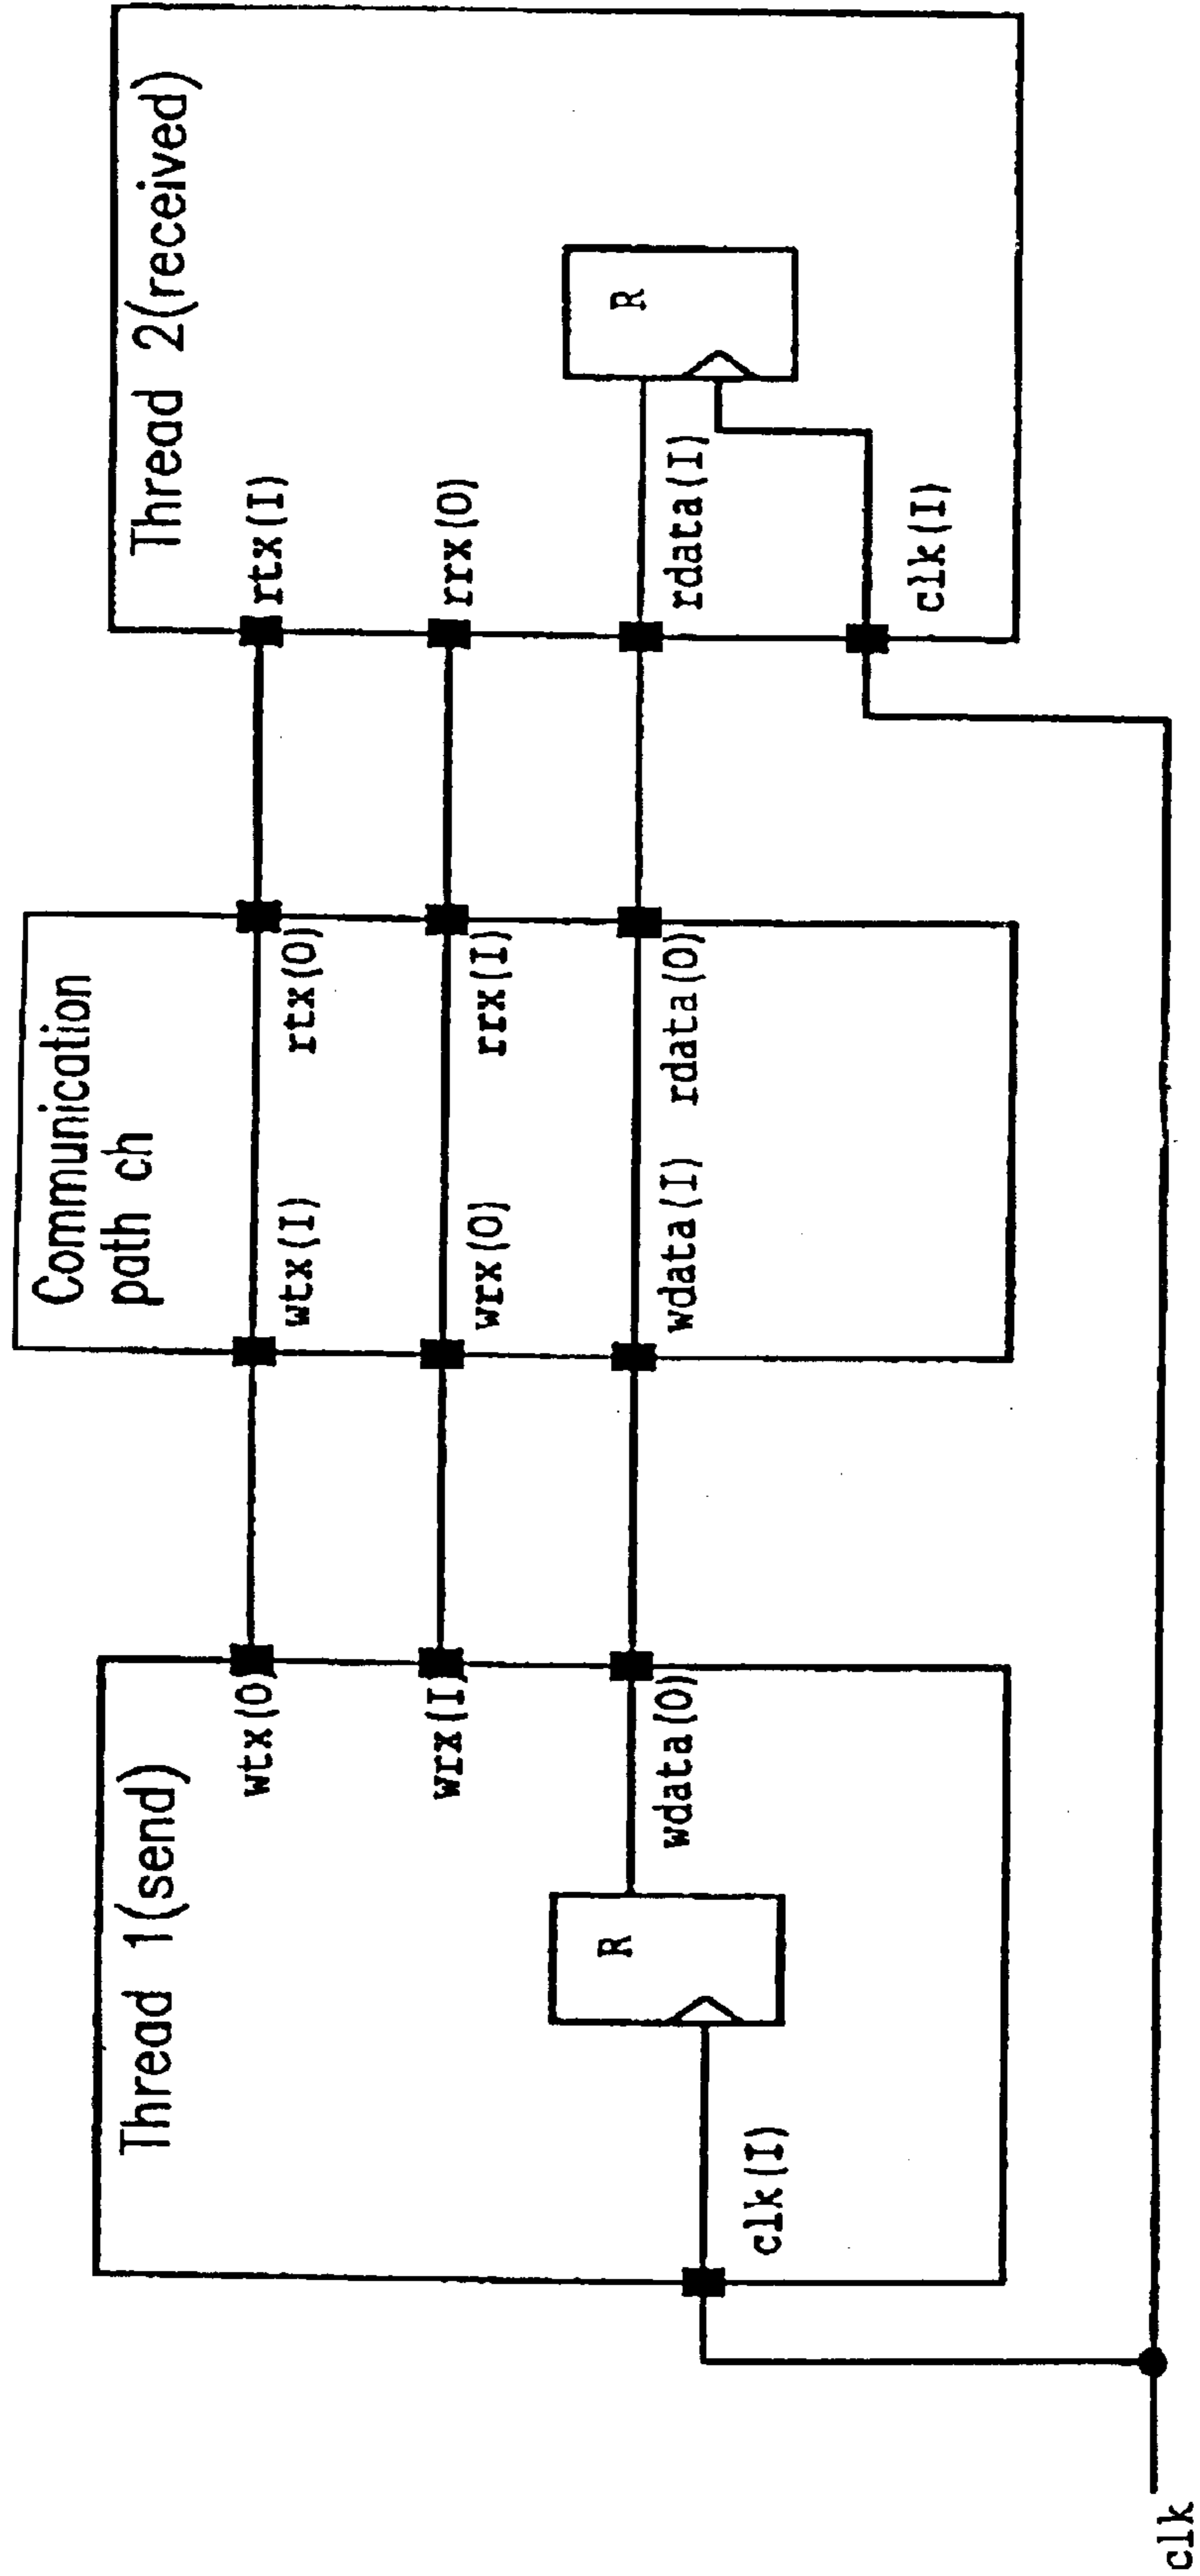 Thread 1(send)
wtx(O)
wrx(I)
wdata(O)
R
clk(I)
Communication
path ch
wtx(I)
rtx(O)
wrx(O)
rrx(I)
wdata(I)
rdata(O)
Thread 2(received)
rtx(I)
rrx(O)
rdata(I)
R
clk(I)
clk